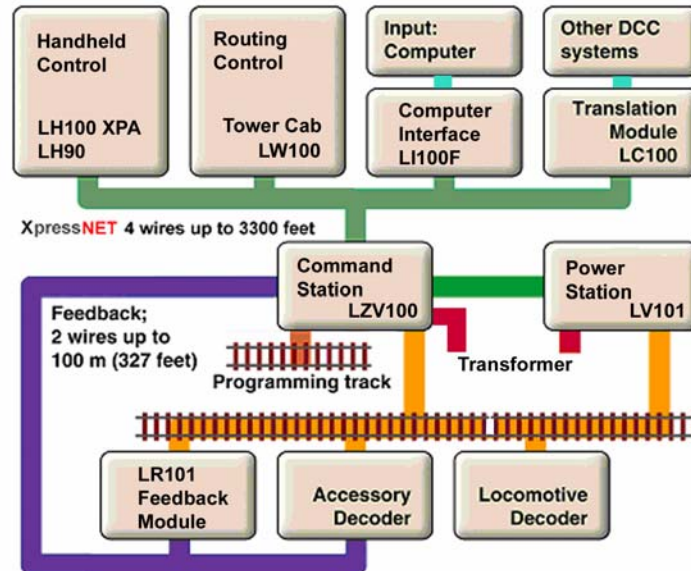 Handheld
Control
LH100 XPA
LH90
Routing
Control
Tower Cab
LW100
Input:
Computer
Computer
Interface
LI100F
Other DCC
systems
Translation
Module
LC100
XpressNET 4 wires up to 3300 feet
Command
Station
LZV100
Power
Station
LV101
Feedback;
2 wires up to
100 m (327 feet)
Programming track
Transformer
LR101
Feedback
Module
Accessory
Decoder
Locomotive
Decoder